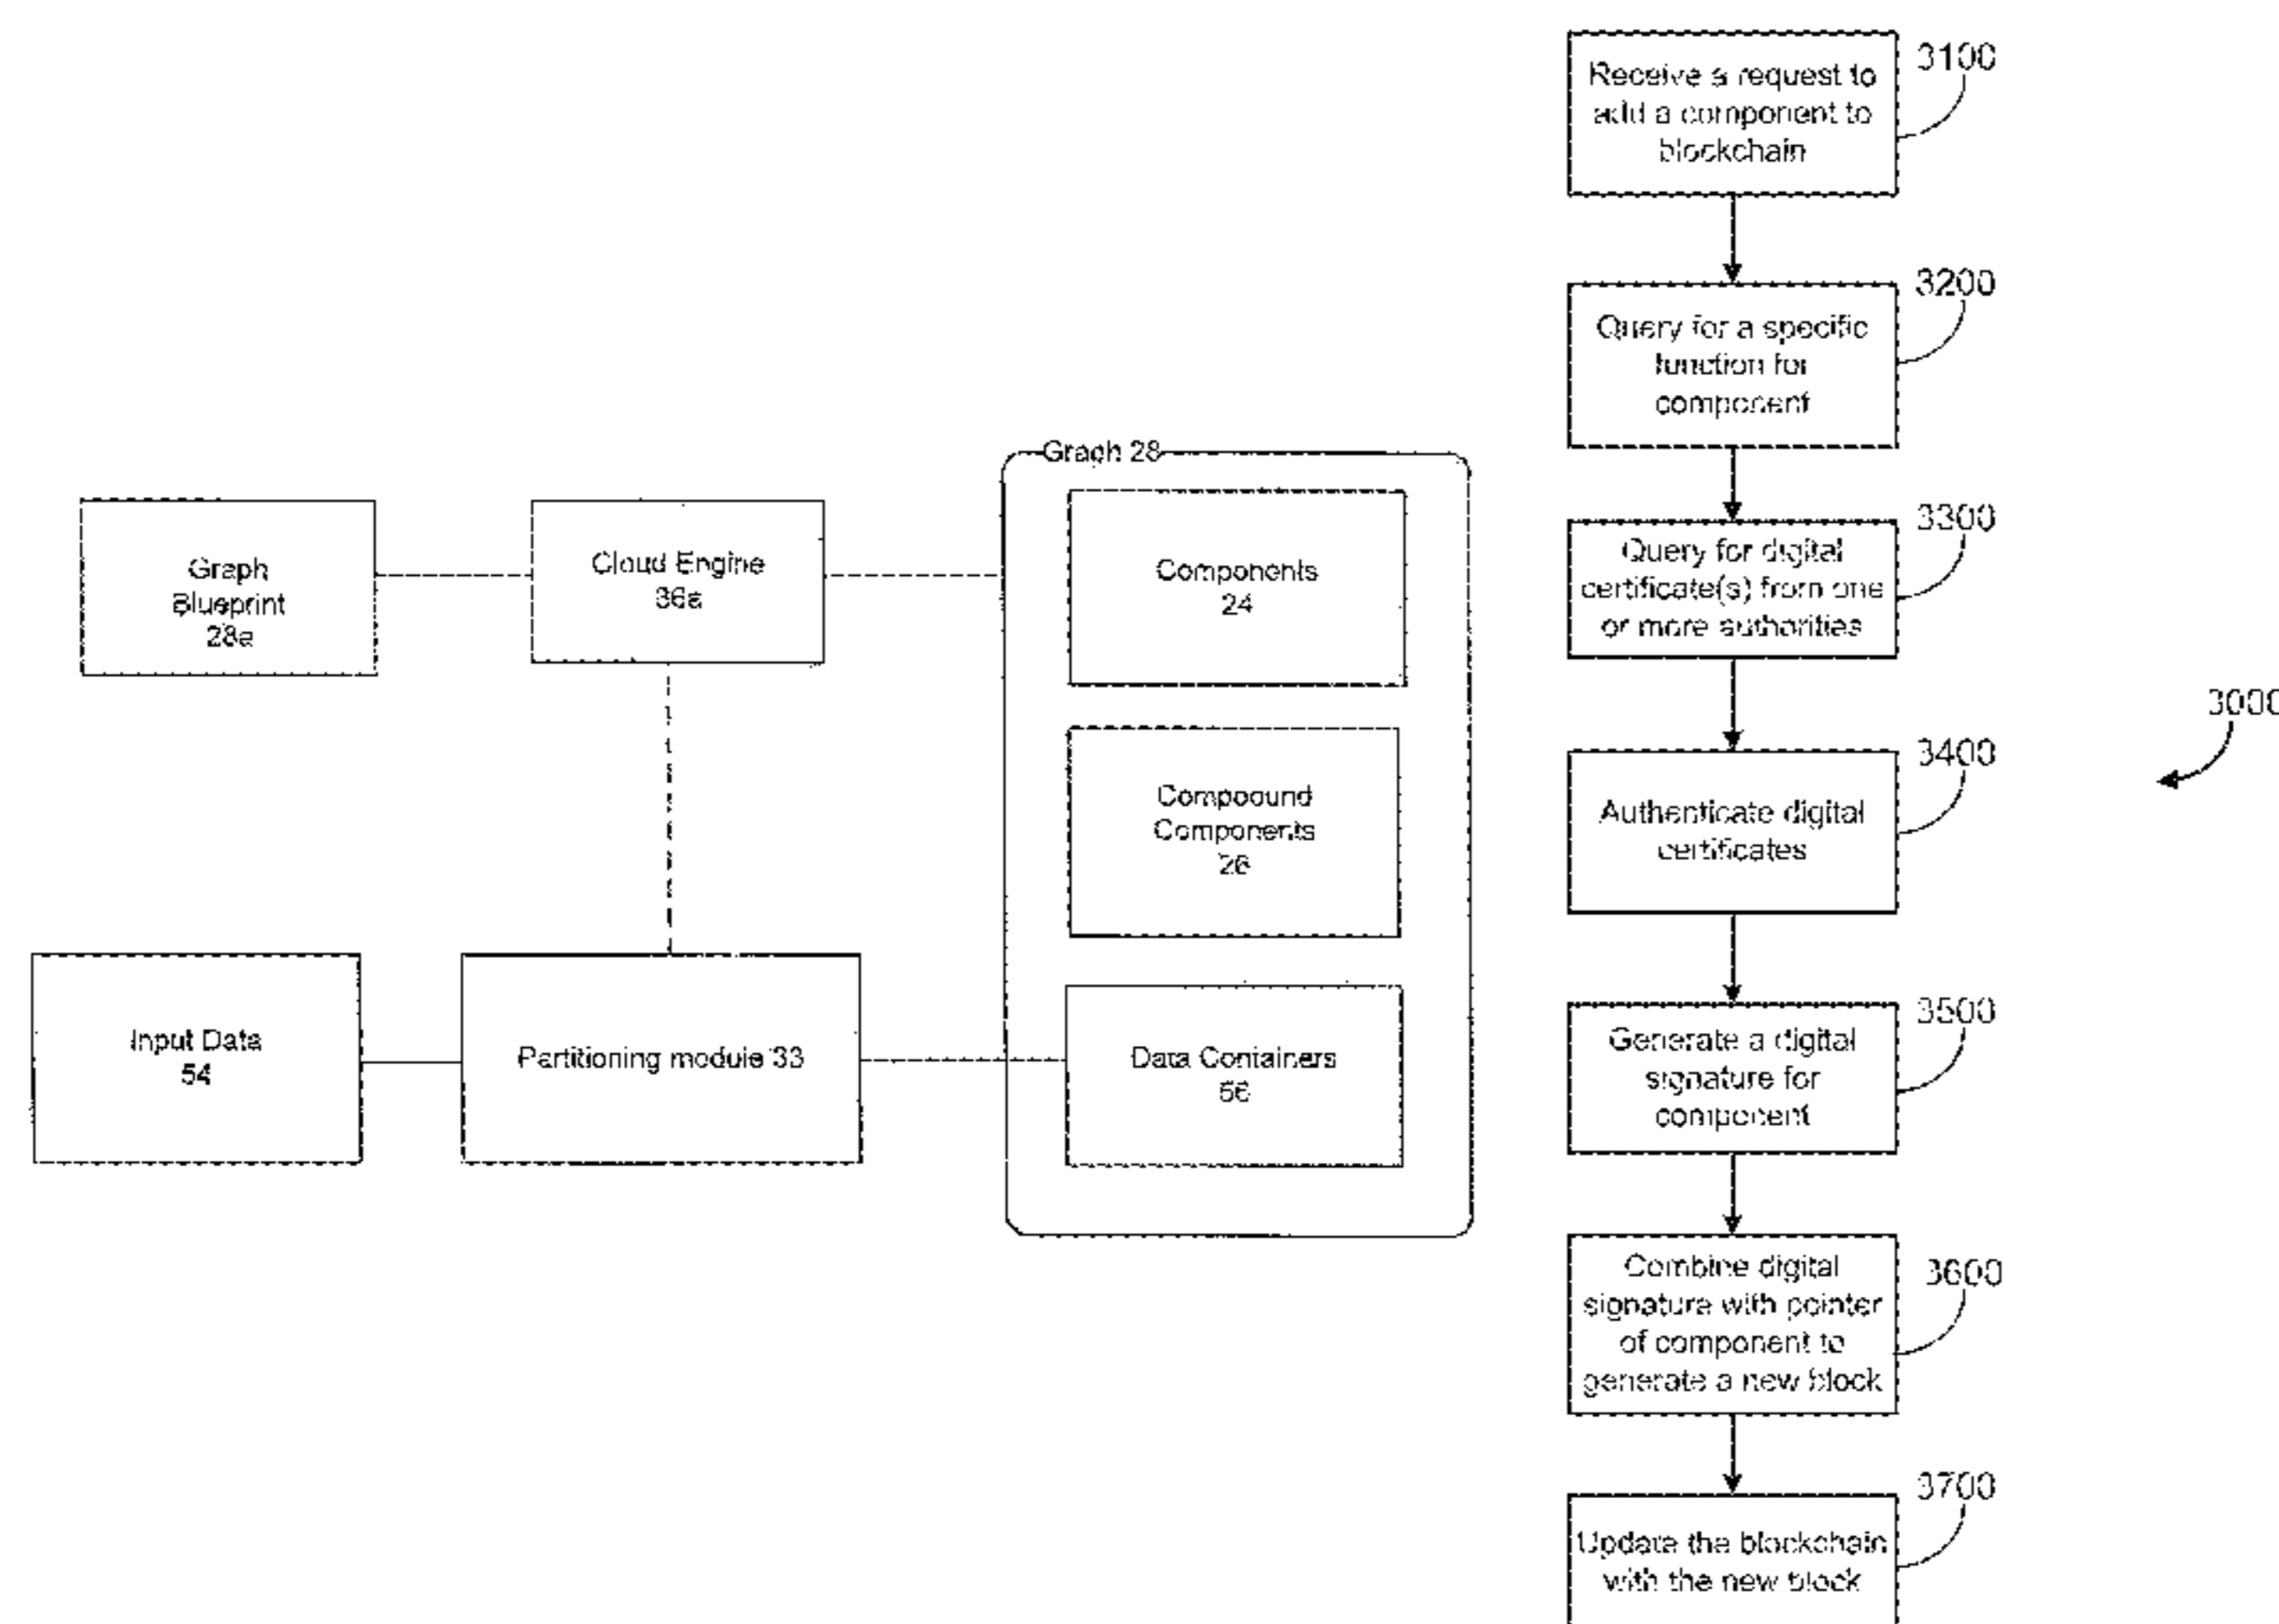 Graph
Blueprint
28a
Cloud Engine
36a
Input Data
54
Partitioning module 33
Graph 28
Components
24
Compoound
Components
26
Data Containers
56
Receive a request to
add a component to
blockchain
3100
Query for a specific
function for
component
3200
Query for digital
certificate(s) from one
or more authorities
3300
Authenticate digital
certificates
3400
Generate a digital
signature for
component
3500
Combine digital
signature with pointer
of component to
generate a new block
3600
Update the blockchain
with the new block
3700
3000